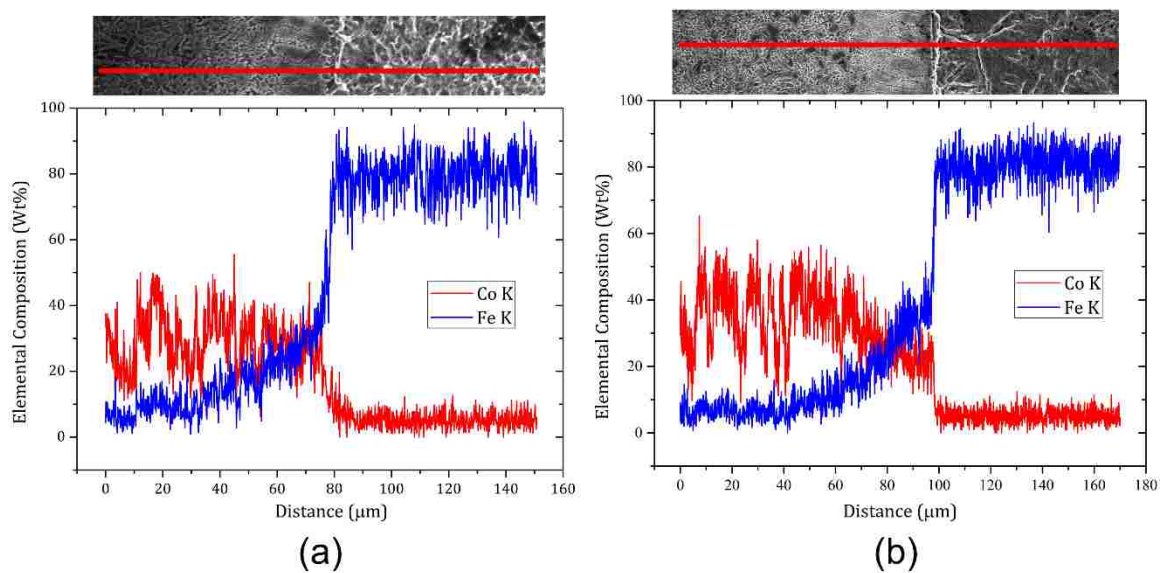 100
80
60
40
20
0
Elemental Composition (Wt%)
Co K
Fe K
0 20 40 60 80 100 120 140 160
Distance (μm)
(a)
100
80
60
40
20
0
Elemental Composition (Wt%)
Co K
Fe K
0 20 40 60 80 100 120 140 160 180
Distance (μm)
(b)